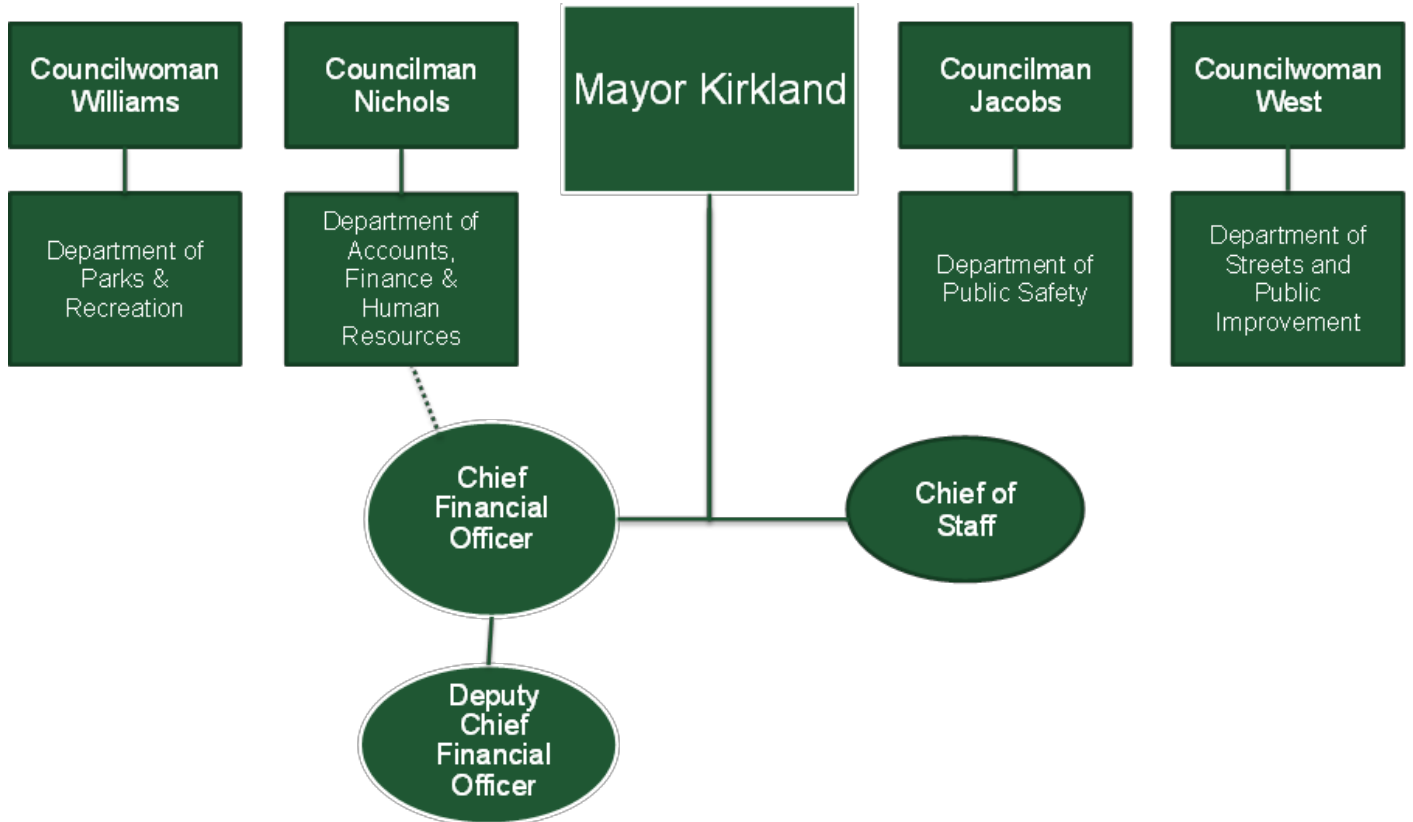 Councilwoman
Williams
Councilman
Nichols
Mayor Kirkland
Councilman
Jacobs
Councilwoman
West
Department of
Parks &
Recreation
Department of
Accounts,
Finance &
Human
Resources
Department of
Public Safety
Department of
Streets and
Public
Improvement
Chief
Financial
Officer
Chief of
Staff
Deputy
Chief
Financial
Officer